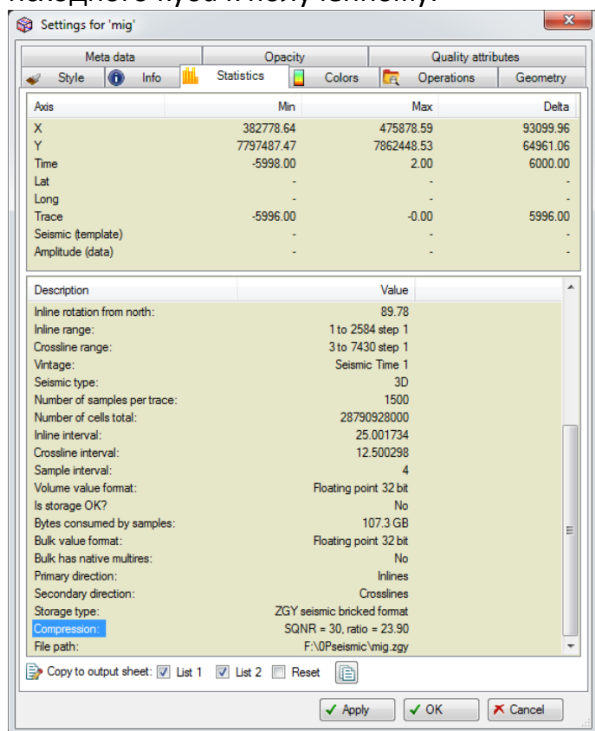 исходного куба к полученному.
Settings for 'mig'
Meta data Opacity Quality attributes
Style Info Statistics Colors Operations Geometry
Axis Min Max Delta
X 382778.64 475878.59 93099.96
Y 7797487.47 7862448.53 64961.06
Time -5998.00 2.00 6000.00
Lat - - -
Long - - -
Trace -5996.00 -0.00 5996.00
Seismic (template) - - -
Amplitude (data) - - -
Description Value
Inline rotation from north: 89.78
Inline range: 1 to 2584 step 1
Crossline range: 3 to 7430 step 1
Vintage: Seismic Time 1
Seismic type: 3D
Number of samples per trace: 1500
Number of cells total: 28790928000
Inline interval: 25.001734
Crossline interval: 12.500298
Sample interval: 4
Volume value format: Floating point 32 bit
Is storage OK? No
Bytes consumed by samples: 107.3 GB
Bulk value format: Floating point 32 bit
Bulk has native multires: No
Primary direction: Inlines
Secondary direction: Crosslines
Storage type: ZGY seismic bricked format
Compression: SQNR = 30, ratio = 23.90
File path: F:\0Pseismic\mig.zgy
Copy to output sheet: List 1 List 2 Reset
Apply OK Cancel